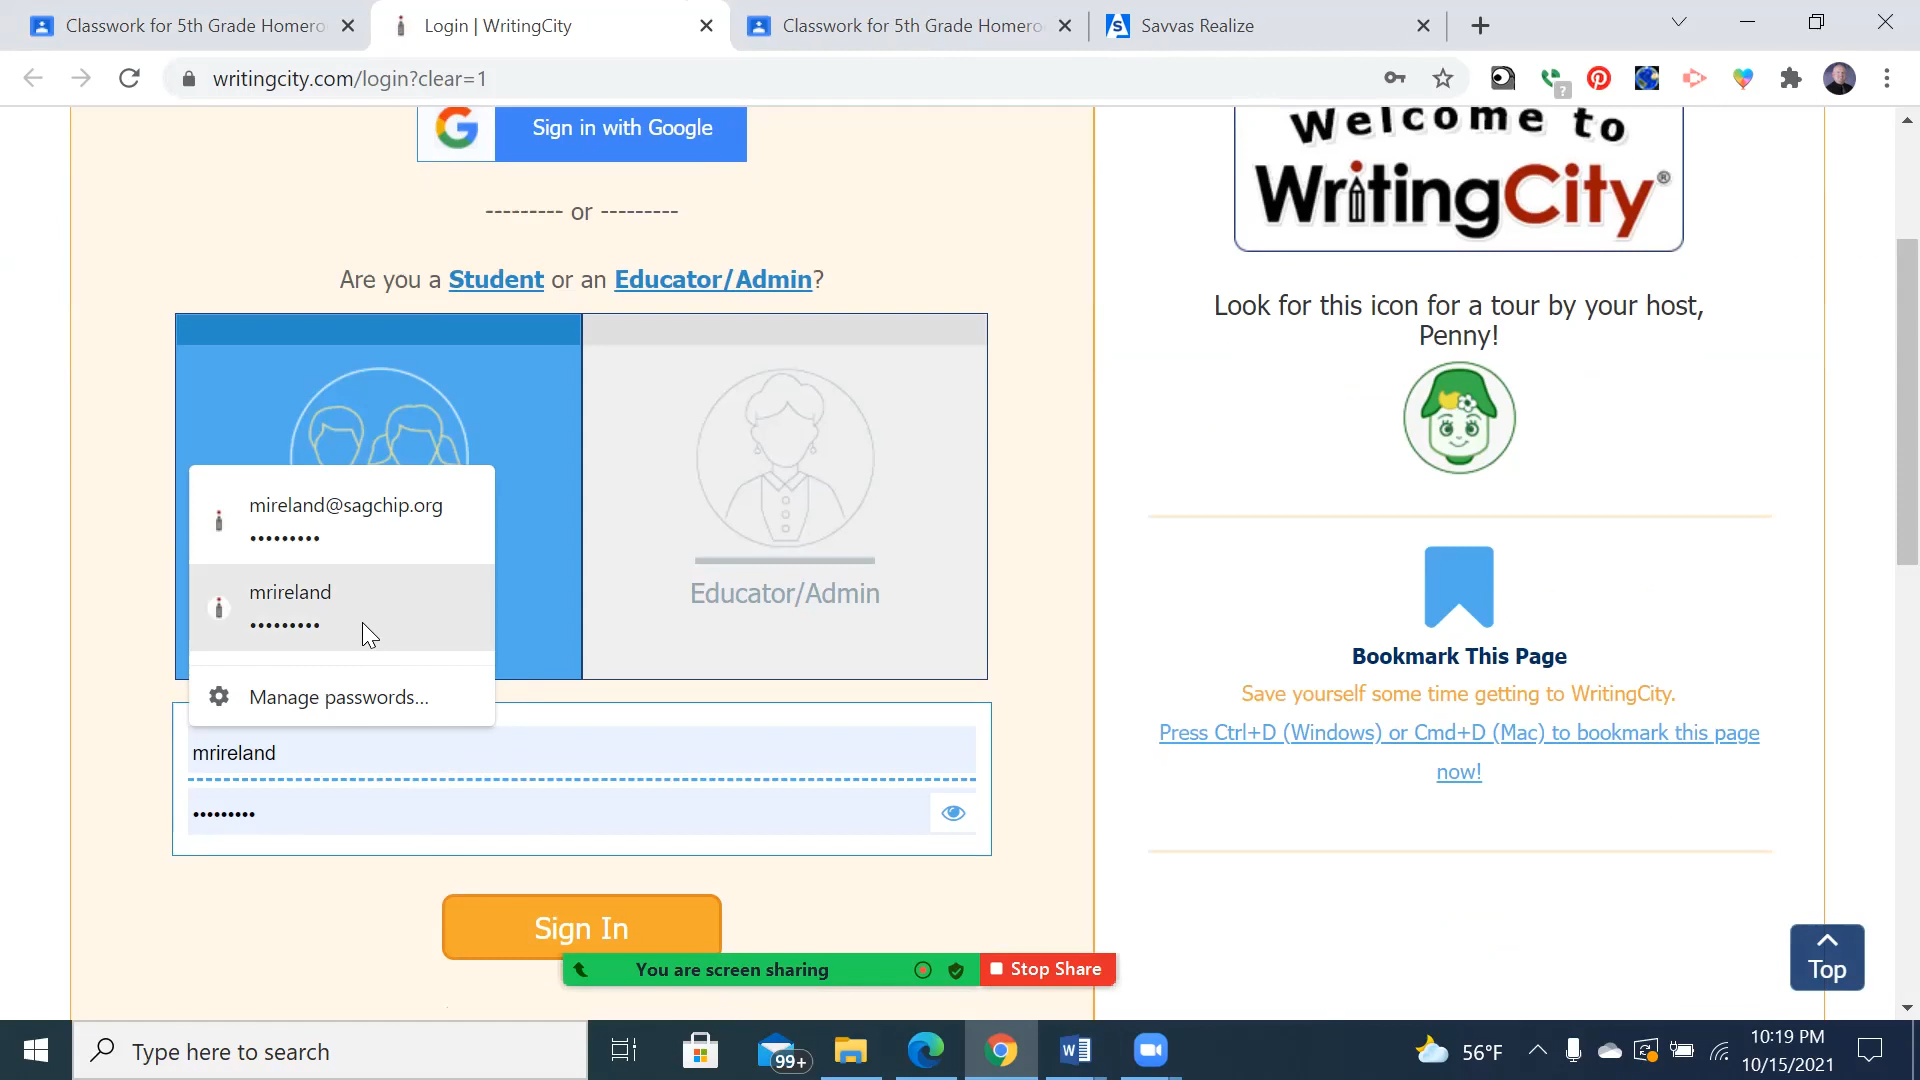 Classwork for 5th Grade Homero
Login | WritingCity
Classwork for 5th Grade Homero
Savvas Realize
writingcity.com/login?clear=1
Sign in with Google
--------- or ---------
Are you a Student or an Educator/Admin?
mireland@sagchip.org
•••••••••
mrireland
•••••••••
Manage passwords...
Educator/Admin
mrireland
•••••••••
Sign In
Welcome to
WritingCity®
Look for this icon for a tour by your host,
Penny!
Bookmark This Page
Save yourself some time getting to WritingCity.
Press Ctrl+D (Windows) or Cmd+D (Mac) to bookmark this page
now!
Top
You are screen sharing
Stop Share
Type here to search
99+
56°F
10:19 PM
10/15/2021